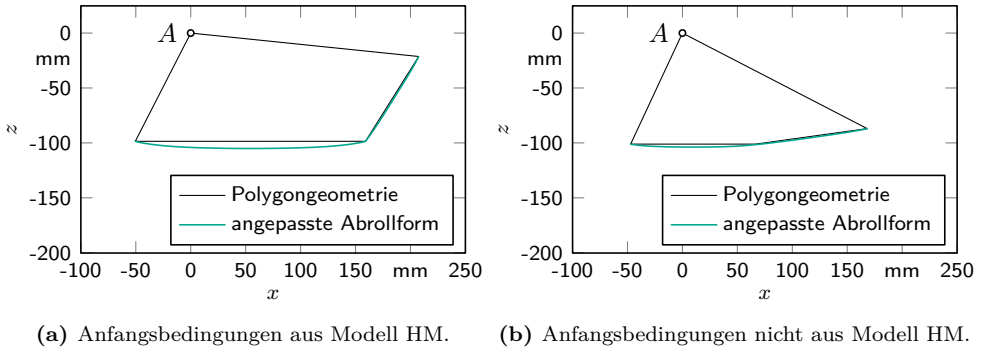 0
mm
-50
-100
-150
-200
z
A
Polygongeometrie
angepasste Abrollform
-100 -50 0 50 100 150 mm 250
x
(a) Anfangsbedingungen aus Modell HM.
0
mm
-50
-100
-150
-200
z
A
Polygongeometrie
angepasste Abrollform
-100 -50 0 50 100 150 mm 250
x
(b) Anfangsbedingungen nicht aus Modell HM.